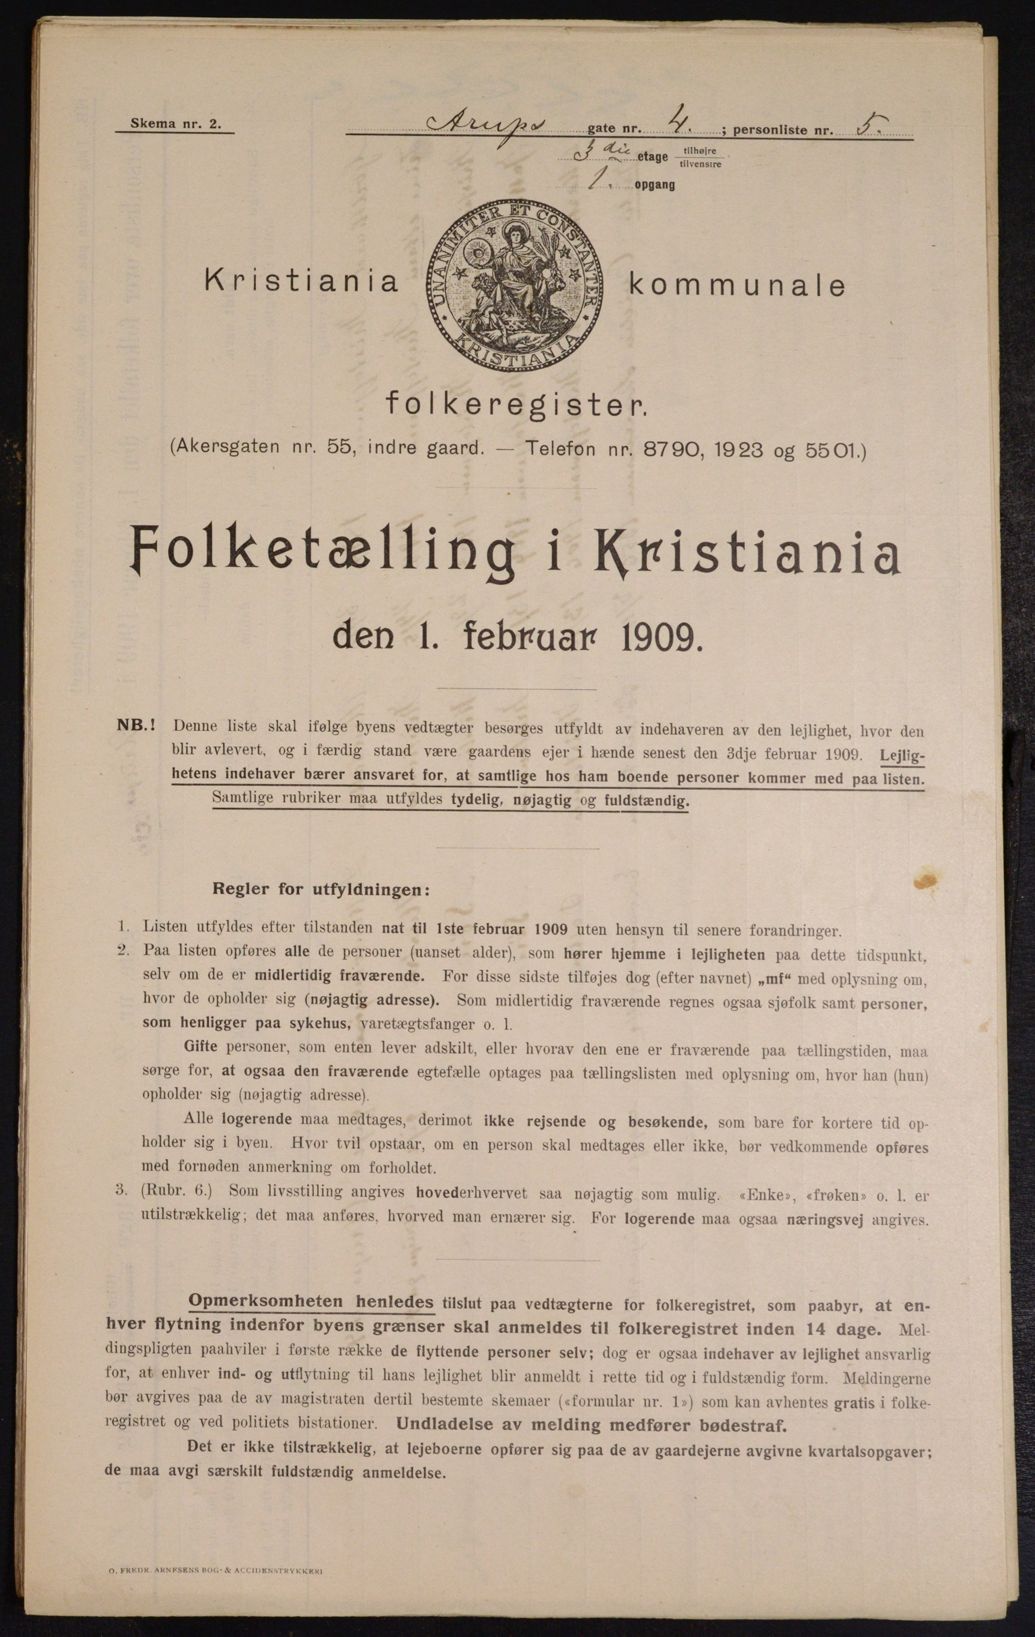 Skema nr. 2.
Arups gate nr. 4. ; personliste nr. 5.
3die etage tilhøjre
tilvenstre
1. opgang
UNANIMITER ET CONSTANTER
KRISTIANIA
Kristiania kommunale
folkeregister.
(Akersgaten nr. 55, indre gaard. — Telefon nr. 8790, 1923 og 5501.)
Folketælling i Kristiania
den 1. februar 1909.
NB.! Denne liste skal ifølge byens vedtægter besørges utfyldt av indehaveren av den lejlighet, hvor den
blir avlevert, og i færdig stand være gaardens ejer i hænde senest den 3dje februar 1909. Lejlig-
hetens indehaver bærer ansvaret for, at samtlige hos ham boende personer kommer med paa listen.
Samtlige rubriker maa utfyldes tydelig, nøjagtig og fuldstændig.
Regler for utfyldningen:
1. Listen utfyldes efter tilstanden nat til 1ste februar 1909 uten hensyn til senere forandringer.
2. Paa listen opføres alle de personer (uanset alder), som hører hjemme i lejligheten paa dette tidspunkt,
selv om de er midlertidig fraværende. For disse sidste tilføjes dog (efter navnet) „mf“ med oplysning om,
hvor de opholder sig (nøjagtig adresse). Som midlertidig fraværende regnes ogsaa sjøfolk samt personer,
som henligger paa sykehus, varetægtsfanger o. l.
Gifte personer, som enten lever adskilt, eller hvorav den ene er fraværende paa tællingstiden, maa
sørge for, at ogsaa den fraværende egtefælle optages paa tællingslisten med oplysning om, hvor han (hun)
opholder sig (nøjagtig adresse).
Alle logerende maa medtages, derimot ikke rejsende og besøkende, som bare for kortere tid op-
holder sig i byen. Hvor tvil opstaar, om en person skal medtages eller ikke, bør vedkommende opføres
med fornøden anmerkning om forholdet.
3. (Rubr. 6.) Som livsstilling angives hovederhvervet saa nøjagtig som mulig. «Enke», «frøken» o. l. er
utilstrækkelig; det maa anføres, hvorved man ernærer sig. For logerende maa ogsaa næringsvej angives.
Opmerksomheten henledes tilslut paa vedtægterne for folkeregistret, som paabyr, at en-
hver flytning indenfor byens grænser skal anmeldes til folkeregistret inden 14 dage. Mel-
dingspligten paahviler i første række de flyttende personer selv; dog er ogsaa indehaver av lejlighet ansvarlig
for, at enhver ind- og utflytning til hans lejlighet blir anmeldt i rette tid og i fuldstændig form. Meldingerne
bør avgives paa de av magistraten dertil bestemte skemaer («formular nr. 1») som kan avhentes gratis i folke-
registret og ved politiets bistationer. Undladelse av melding medfører bødestraf.
Det er ikke tilstrækkelig, at lejeboerne opfører sig paa de av gaardejerne avgivne kvartalsopgaver;
de maa avgi særskilt fuldstændig anmeldelse.
O. FREDR. ARNESENS BOG- & ACCIDENSTRYKKERI